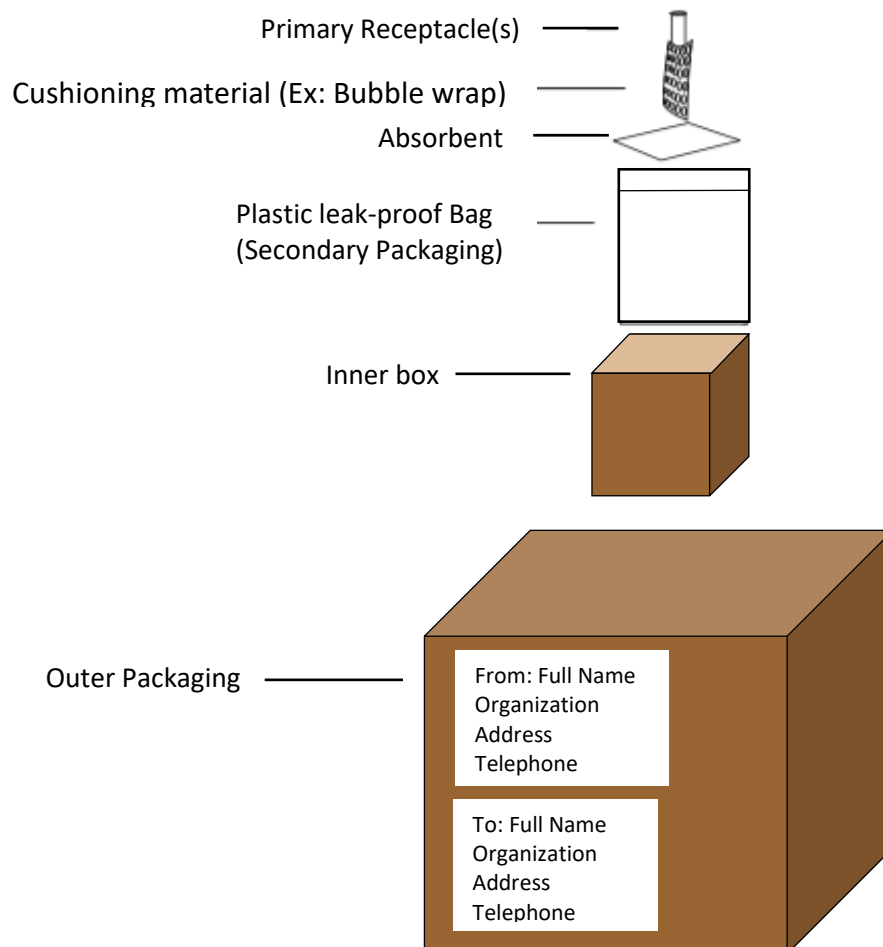 Primary Receptacle(s)
Cushioning material (Ex: Bubble wrap)
Absorbent
Plastic leak-proof Bag
(Secondary Packaging)
Inner box
Outer Packaging
From: Full Name
Organization
Address
Telephone
To: Full Name
Organization
Address
Telephone